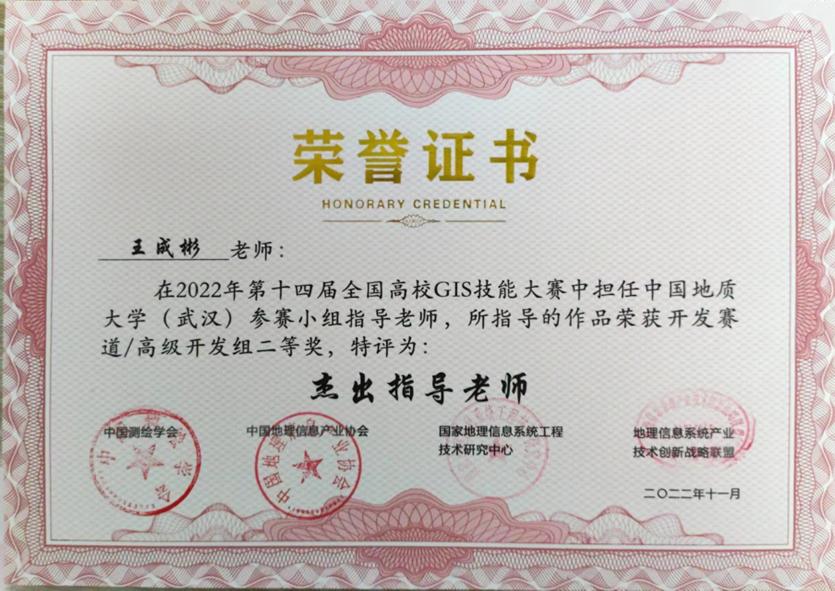 荣誉证书
HONORARY CREDENTIAL
王成彬 老师：
在2022年第十四届全国高校GIS技能大赛中担任中国地质
大学（武汉）参赛小组指导老师，所指导的作品荣获开发赛
道/高级开发组二等奖，特评为：
杰出指导老师
中国测绘学会
中国地理信息产业协会
国家地理信息系统工程
技术研究中心
地理信息系统产业
技术创新战略联盟
二〇二二年十一月